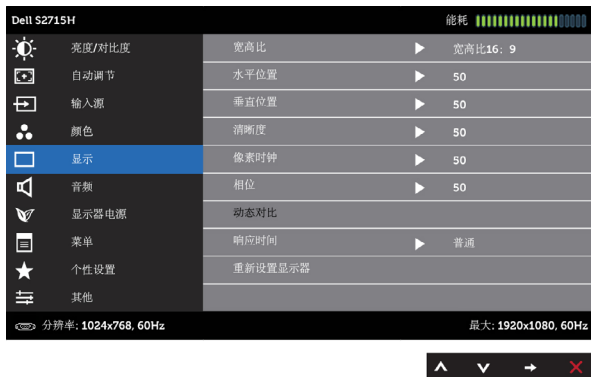 Dell S2715H 能耗
亮度/对比度 宽高比 宽高比16：9
自动调节 水平位置 50
输入源 垂直位置 50
颜色 清晰度 50
显示 像素时钟 50
音频 相位 50
显示器电源 动态对比
菜单 响应时间 普通
个性设置 重新设置显示器
其他
分辨率: 1024x768, 60Hz 最大: 1920x1080, 60Hz